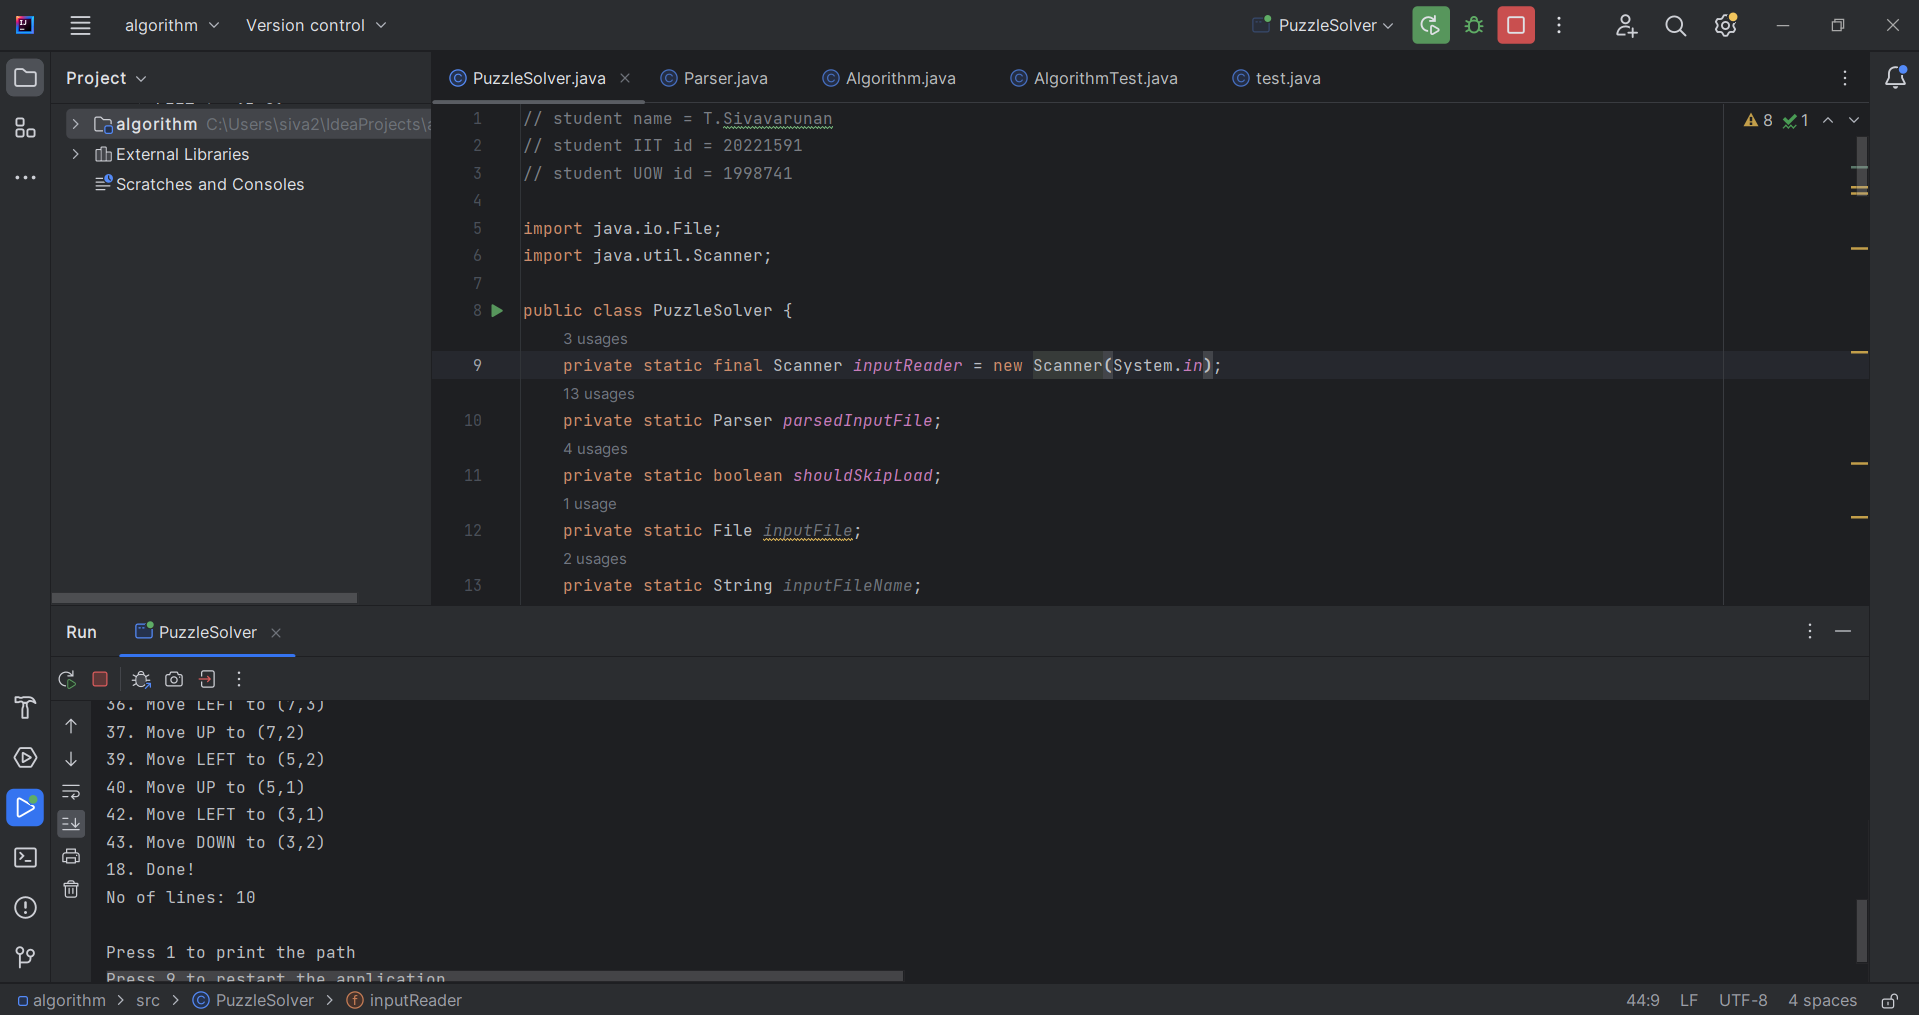 algorithm Version control PuzzleSolver
Project
PuzzleSolver.java Parser.java Algorithm.java AlgorithmTest.java test.java
algorithm C:\Users\siva2\IdeaProjects\a
External Libraries
Scratches and Consoles
8 1
1 // student name = T.Sivavarunan
2 // student IIT id = 20221591
3 // student UOW id = 1998741
4
5 import java.io.File;
6 import java.util.Scanner;
7
8 public class PuzzleSolver {
3 usages
9 private static final Scanner inputReader = new Scanner(System.in);
13 usages
10 private static Parser parsedInputFile;
4 usages
11 private static boolean shouldSkipLoad;
1 usage
12 private static File inputFile;
2 usages
13 private static String inputFileName;
Run PuzzleSolver
36. Move LEFT to (7,3)
37. Move UP to (7,2)
39. Move LEFT to (5,2)
40. Move UP to (5,1)
42. Move LEFT to (3,1)
43. Move DOWN to (3,2)
18. Done!
No of lines: 10
Press 1 to print the path
Press 9 to restart the application
algorithm src PuzzleSolver inputReader
44:9 LF UTF-8 4 spaces